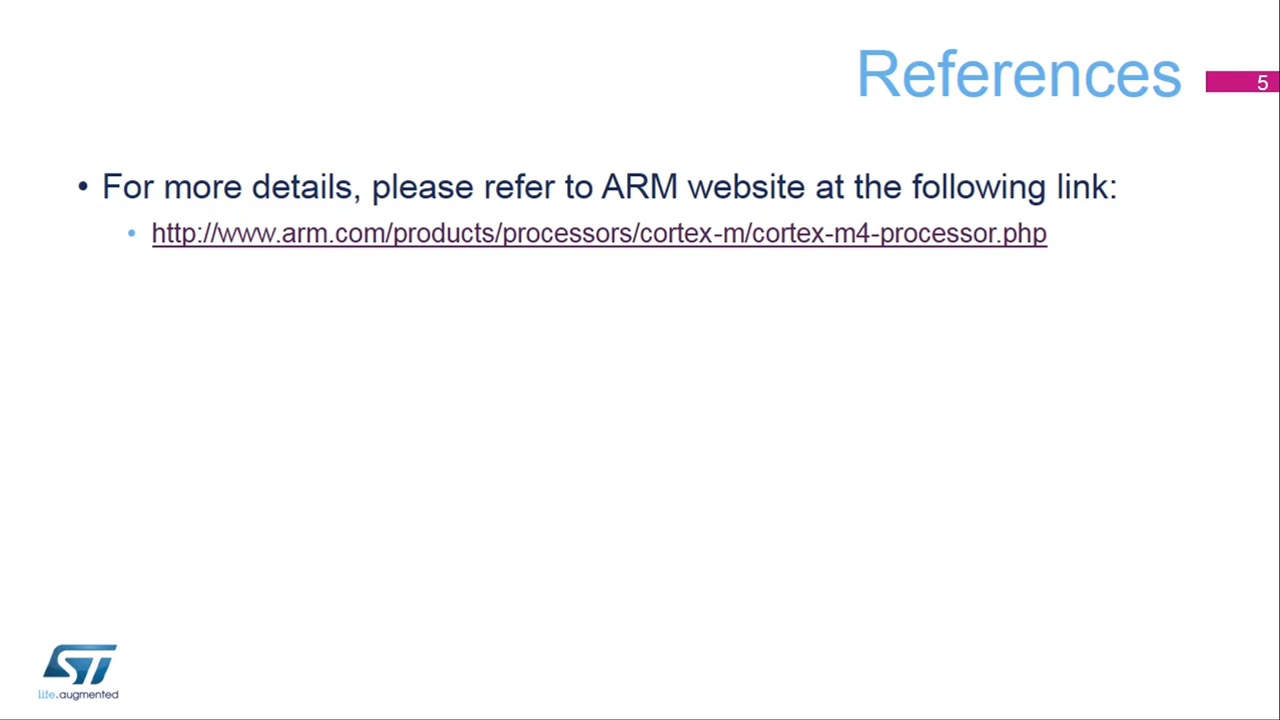 References
5
• For more details, please refer to ARM website at the following link:
• http://www.arm.com/products/processors/cortex-m/cortex-m4-processor.php
ST
life.augmented